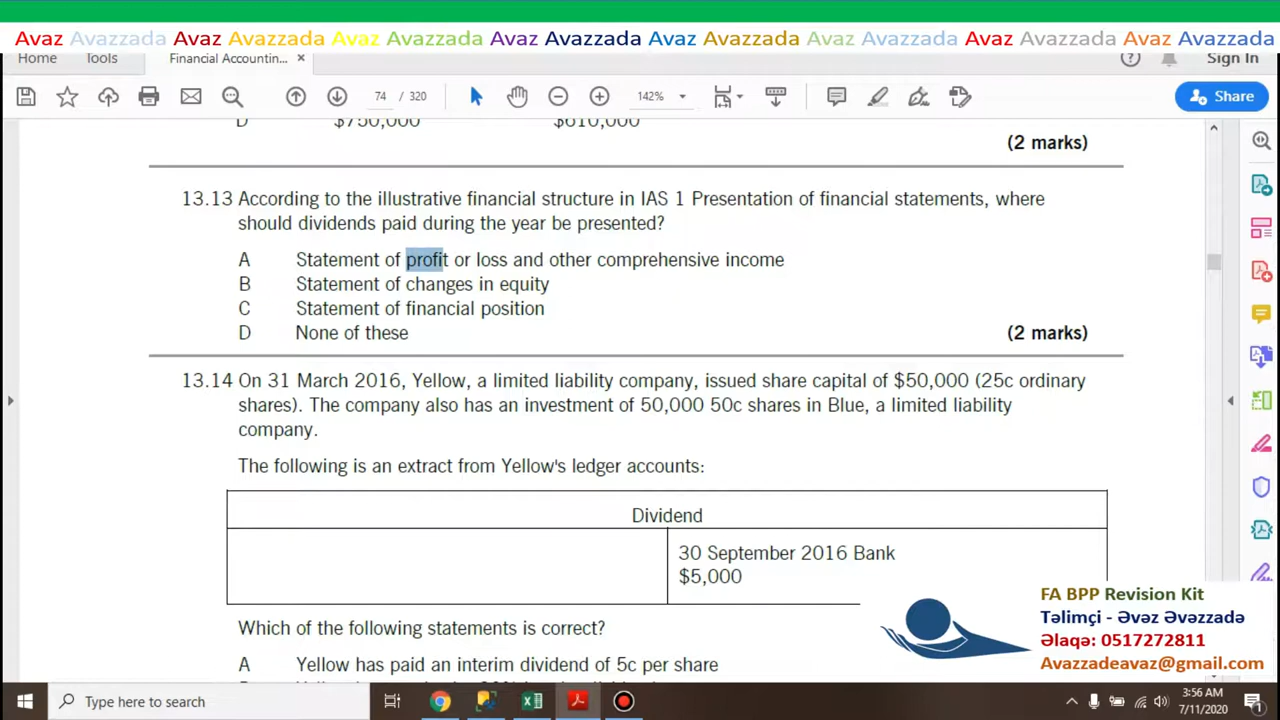 Avaz Avazzada Avaz Avazzada Avaz Avazzada Avaz Avazzada Avaz Avazzada Avaz Avazzada Avaz Avazzada Avaz Avazzada
Home Tools Financial Accountin... × Sign In
74 / 320 142% Share
D $750,000 $610,000
(2 marks)
13.13 According to the illustrative financial structure in IAS 1 Presentation of financial statements, where
should dividends paid during the year be presented?
A Statement of profit or loss and other comprehensive income
B Statement of changes in equity
C Statement of financial position
D None of these (2 marks)
13.14 On 31 March 2016, Yellow, a limited liability company, issued share capital of $50,000 (25c ordinary
shares). The company also has an investment of 50,000 50c shares in Blue, a limited liability
company.
The following is an extract from Yellow's ledger accounts:
Dividend
30 September 2016 Bank
$5,000
Which of the following statements is correct?
A Yellow has paid an interim dividend of 5c per share
FA BPP Revision Kit
Təlimçi - Əvəz Əvəzzadə
Əlaqə: 0517272811
Avazzadeavaz@gmail.com
Type here to search
3:56 AM
7/11/2020
1